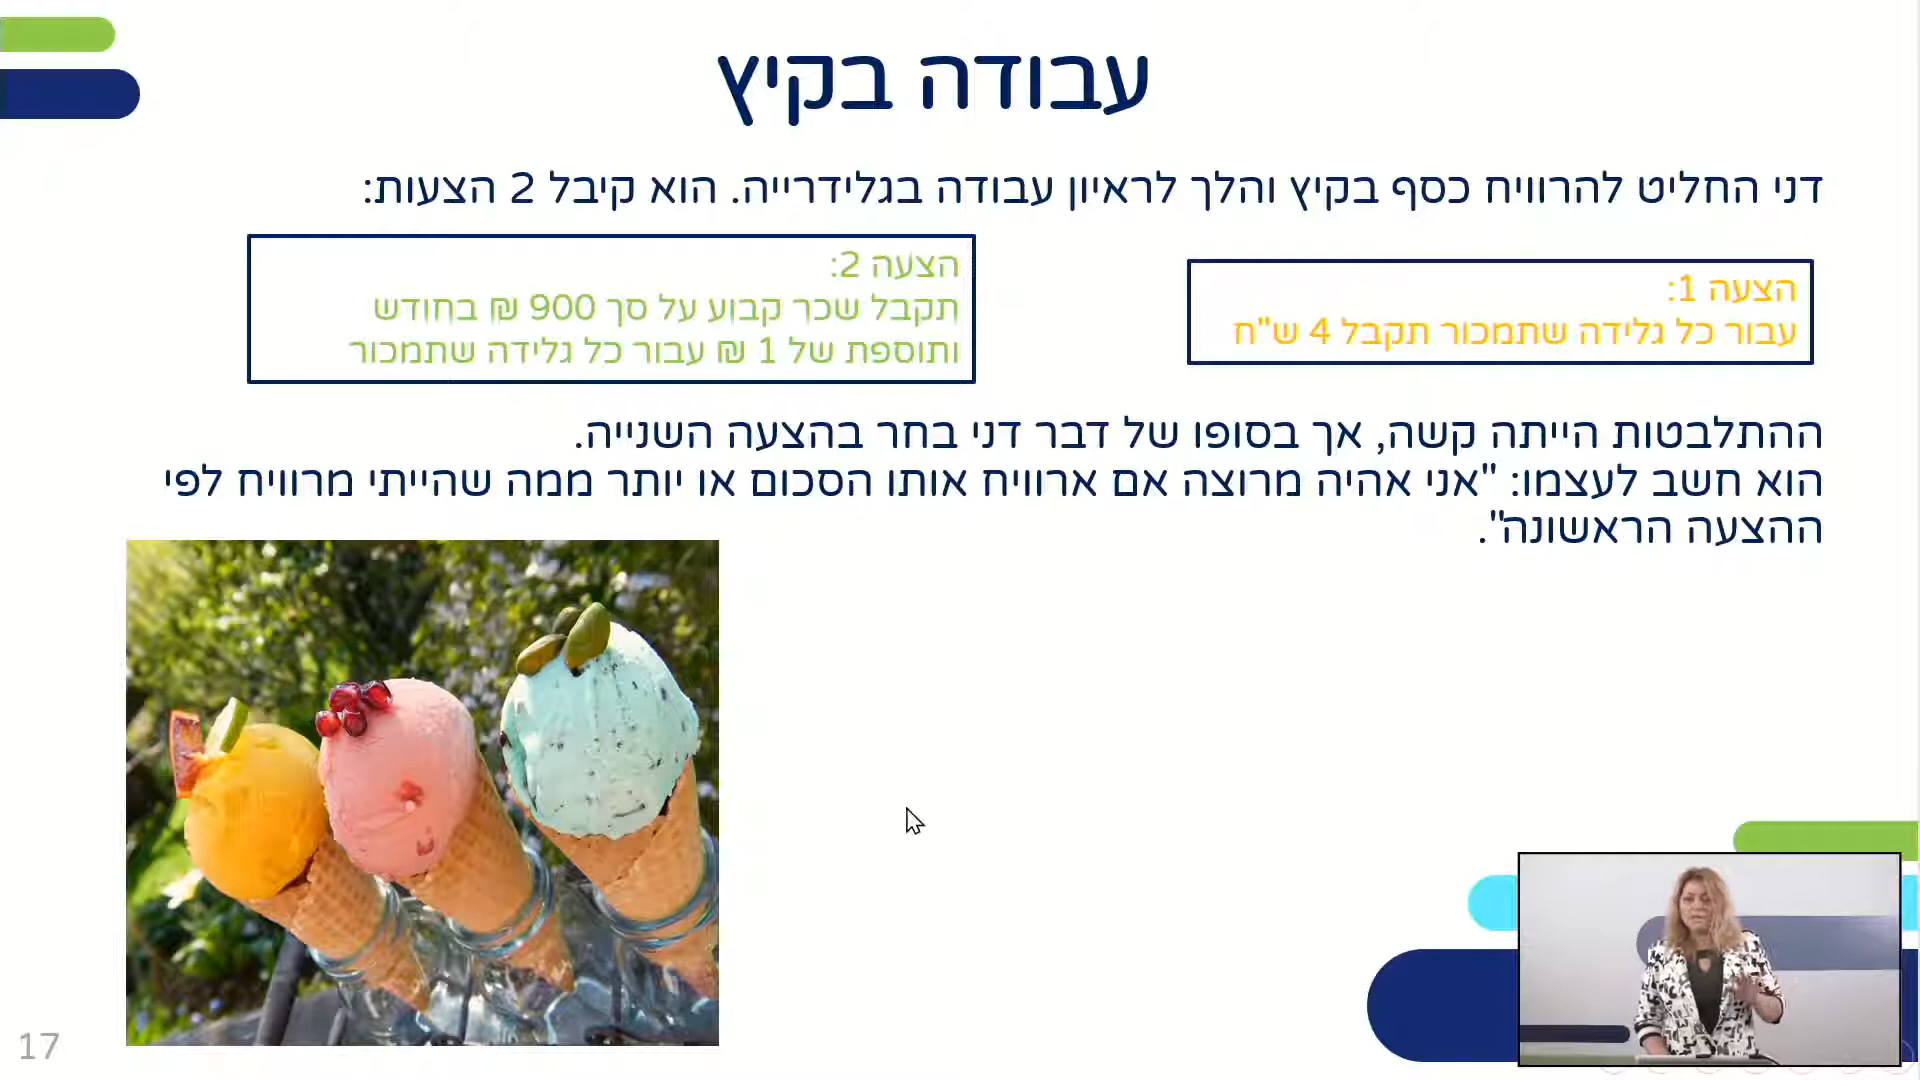 עבודה בקיץ
דני החליט להרוויח כסף בקיץ והלך לראיון עבודה בגלידרייה. הוא קיבל 2 הצעות:
הצעה 1:
עבור כל גלידה שתמכור תקבל 4 ש"ח
הצעה 2:
תקבל שכר קבוע על סך 900 ₪ בחודש
ותוספת של 1 ₪ עבור כל גלידה שתמכור
ההתלבטות הייתה קשה, אך בסופו של דבר דני בחר בהצעה השנייה.
הוא חשב לעצמו: "אני אהיה מרוצה אם ארוויח אותו הסכום או יותר ממה שהייתי מרוויח לפי
ההצעה הראשונה".
17